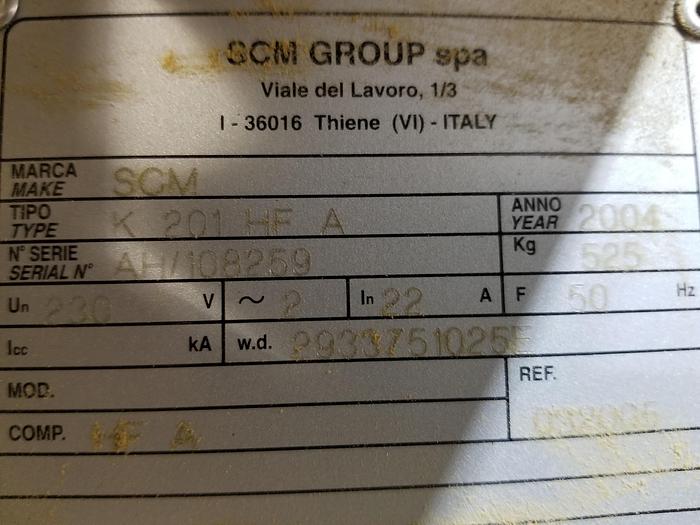 SCM GROUP spa
Viale del Lavoro, 1/3
I - 36016 Thiene (VI) - ITALY
MARCA
MAKE SCM
TIPO
TYPE K 201 HF A
ANNO
YEAR 2004
N° SERIE
SERIAL N° AH/108259
Kg 525
Un 230 V ~ 2 In 22 A F 50 Hz
Icc kA w.d. 2933751025E
MOD.
REF.
COMP. HF A